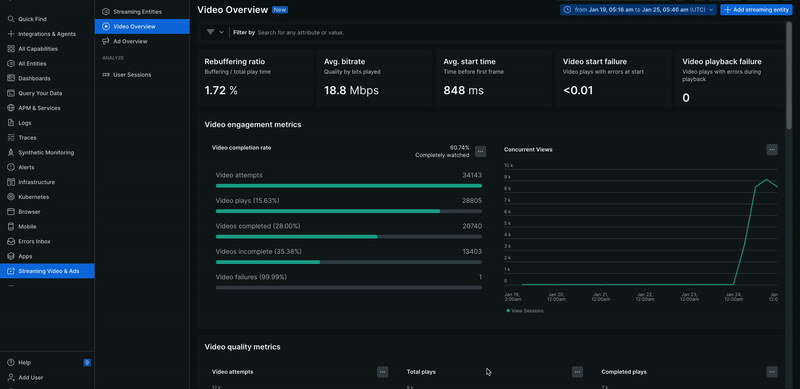 Quick Find
Integrations & Agents
All Capabilities
All Entities
Dashboards
Query Your Data
APM & Services
Logs
Traces
Synthetic Monitoring
Alerts
Infrastructure
Kubernetes
Browser
Mobile
Errors Inbox
Apps
Streaming Video & Ads
Help
Add User
Streaming Entities
Video Overview
Ad Overview
ANALYZE
User Sessions
Video Overview New
from Jan 19, 05:16 am to Jan 25, 05:46 am (UTC)
+ Add streaming entity
Filter by Search for any attribute or value.
Rebuffering ratio
Buffering / total play time
1.72 %
Avg. bitrate
Quality by bits played
18.8 Mbps
Avg. start time
Time before first frame
848 ms
Video start failure
Video plays with errors at start
<0.01
Video playback failure
Video plays with errors during
playback
0
Video engagement metrics
Video completion rate
60.74%
Completely watched
Video attempts 34143
Video plays (15.63%) 28805
Videos completed (28.00%) 20740
Videos incomplete (35.38%) 13403
Video failures (99.99%) 1
Concurrent Views
10 k
9 k
8 k
7 k
6 k
5 k
4 k
3 k
2 k
1 k
0
Jan 20, 12:00am
Jan 21, 12:00am
Jan 22, 12:00am
Jan 23, 12:00am
Jan 24, 12:00am
View Sessions
Video quality metrics
Video attempts
Total plays
Completed plays